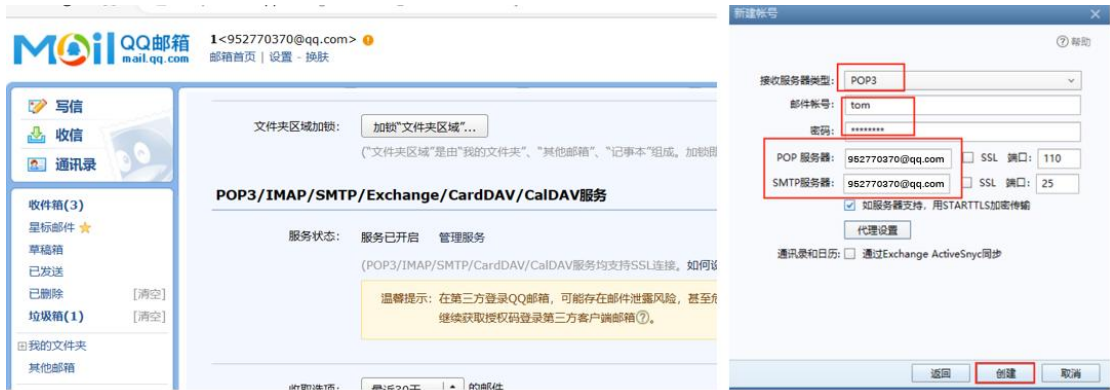 MOil QQ邮箱
mail.qq.com
1<952770370@qq.com>
邮箱首页 | 设置 - 换肤
写信
收信
通讯录
收件箱(3)
星标邮件
草稿箱
已发送
已删除 [清空]
垃圾箱(1) [清空]
我的文件夹
其他邮箱
文件夹区域加锁: 加锁“文件夹区域”...
(“文件夹区域”是由“我的文件夹”、“其他邮箱”、“记事本”组成。加锁即
POP3/IMAP/SMTP/Exchange/CardDAV/CalDAV服务
服务状态: 服务已开启 管理服务
(POP3/IMAP/SMTP/CardDAV/CalDAV服务均支持SSL连接。如何设
温馨提示: 在第三方登录QQ邮箱，可能存在邮件泄露风险，甚至危
继续获取授权码登录第三方客户端邮箱?。
收取选项: 最近30天 的邮件
新建帐号
? 帮助
接收服务器类型: POP3
邮件帐号: tom
密码: ********
POP 服务器: 952770370@qq.com SSL 端口: 110
SMTP服务器: 952770370@qq.com SSL 端口: 25
如服务器支持，用STARTTLS加密传输
代理设置
通讯录和日历: 通过Exchange ActiveSnyc同步
返回 创建 取消